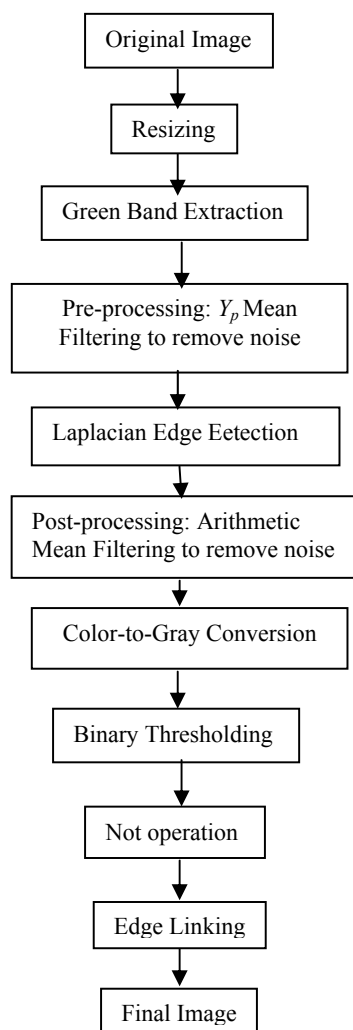 Original Image
Resizing
Green Band Extraction
Pre-processing: Yp Mean
Filtering to remove noise
Laplacian Edge Eetection
Post-processing: Arithmetic
Mean Filtering to remove noise
Color-to-Gray Conversion
Binary Thresholding
Not operation
Edge Linking
Final Image